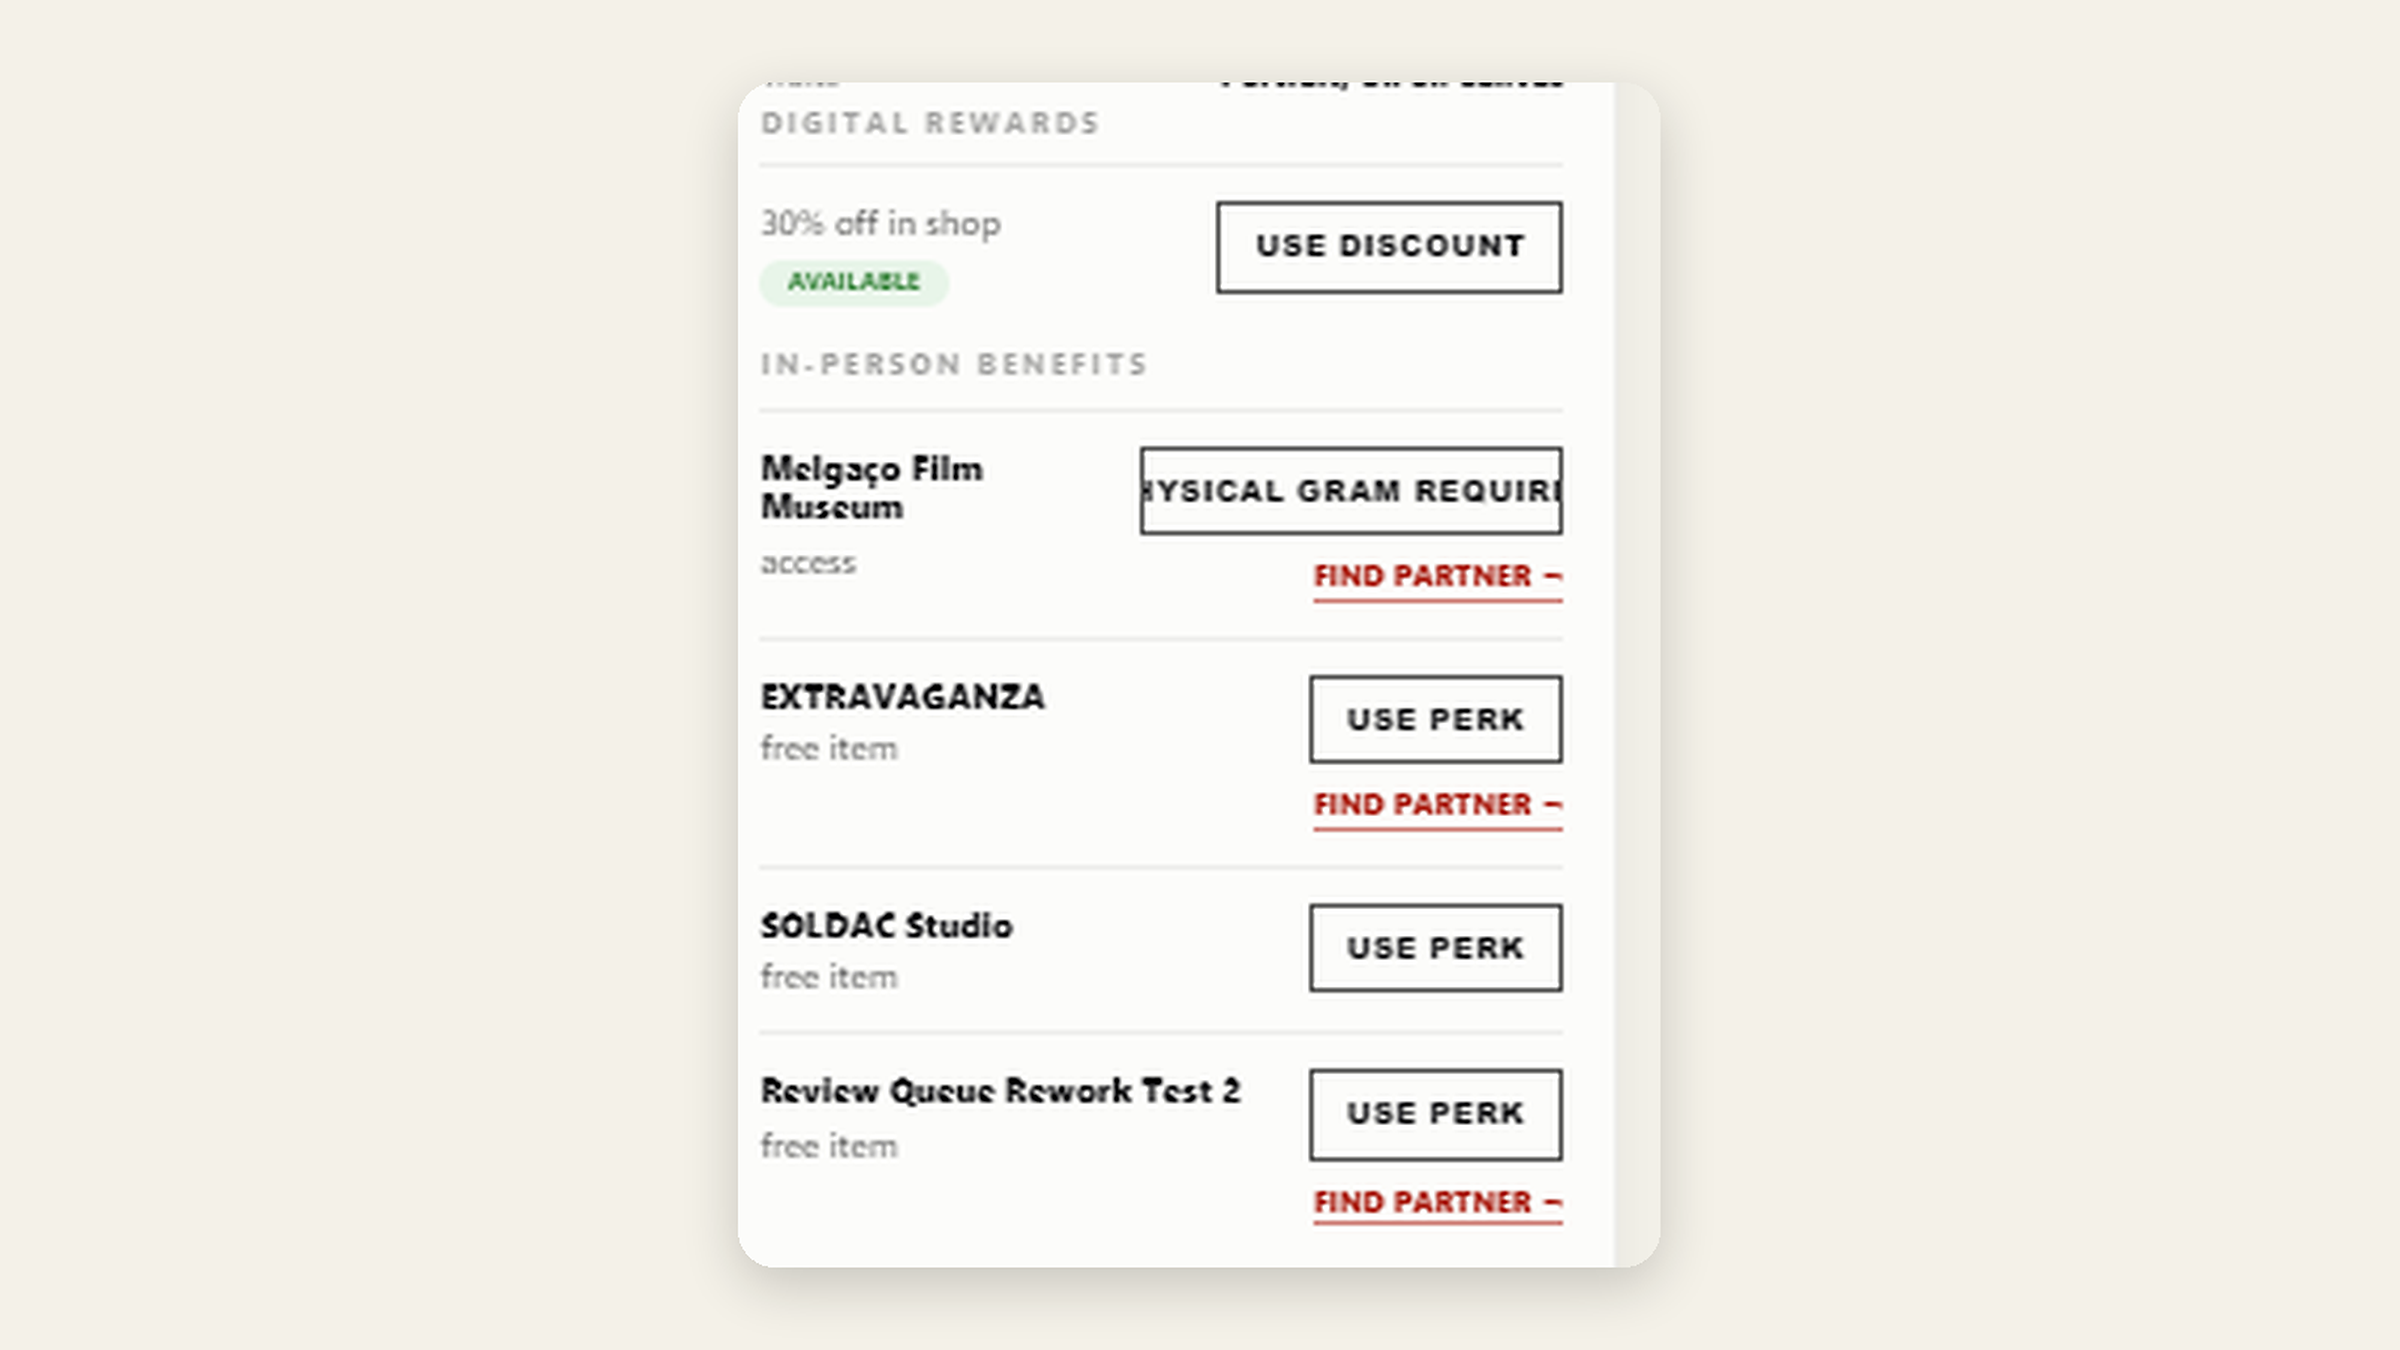 DIGITAL REWARDS
30% off in shop
USE DISCOUNT
AVAILABLE
IN-PERSON BENEFITS
Melgaço Film
Museum
HYSICAL GRAM REQUIRE
access
FIND PARTNER
EXTRAVAGANZA
USE PERK
free item
FIND PARTNER
SOLDAC Studio
USE PERK
free item
Review Queue Rework Test 2
USE PERK
free item
FIND PARTNER